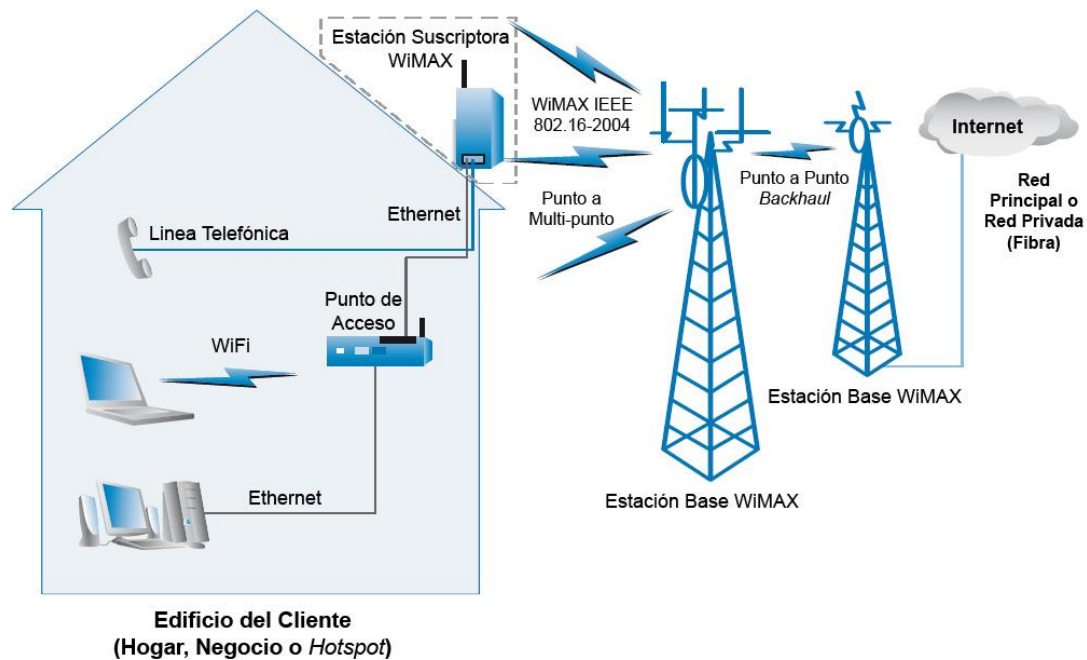 Estación Suscriptora
WiMAX
WiMAX IEEE
802.16-2004
Internet
Punto a Punto
Backhaul
Red
Principal o
Red Privada
(Fibra)
Punto a
Multi-punto
Ethernet
Linea Telefónica
Punto de
Acceso
WiFi
Estación Base WiMAX
Ethernet
Estación Base WiMAX
Edificio del Cliente
(Hogar, Negocio o Hotspot)